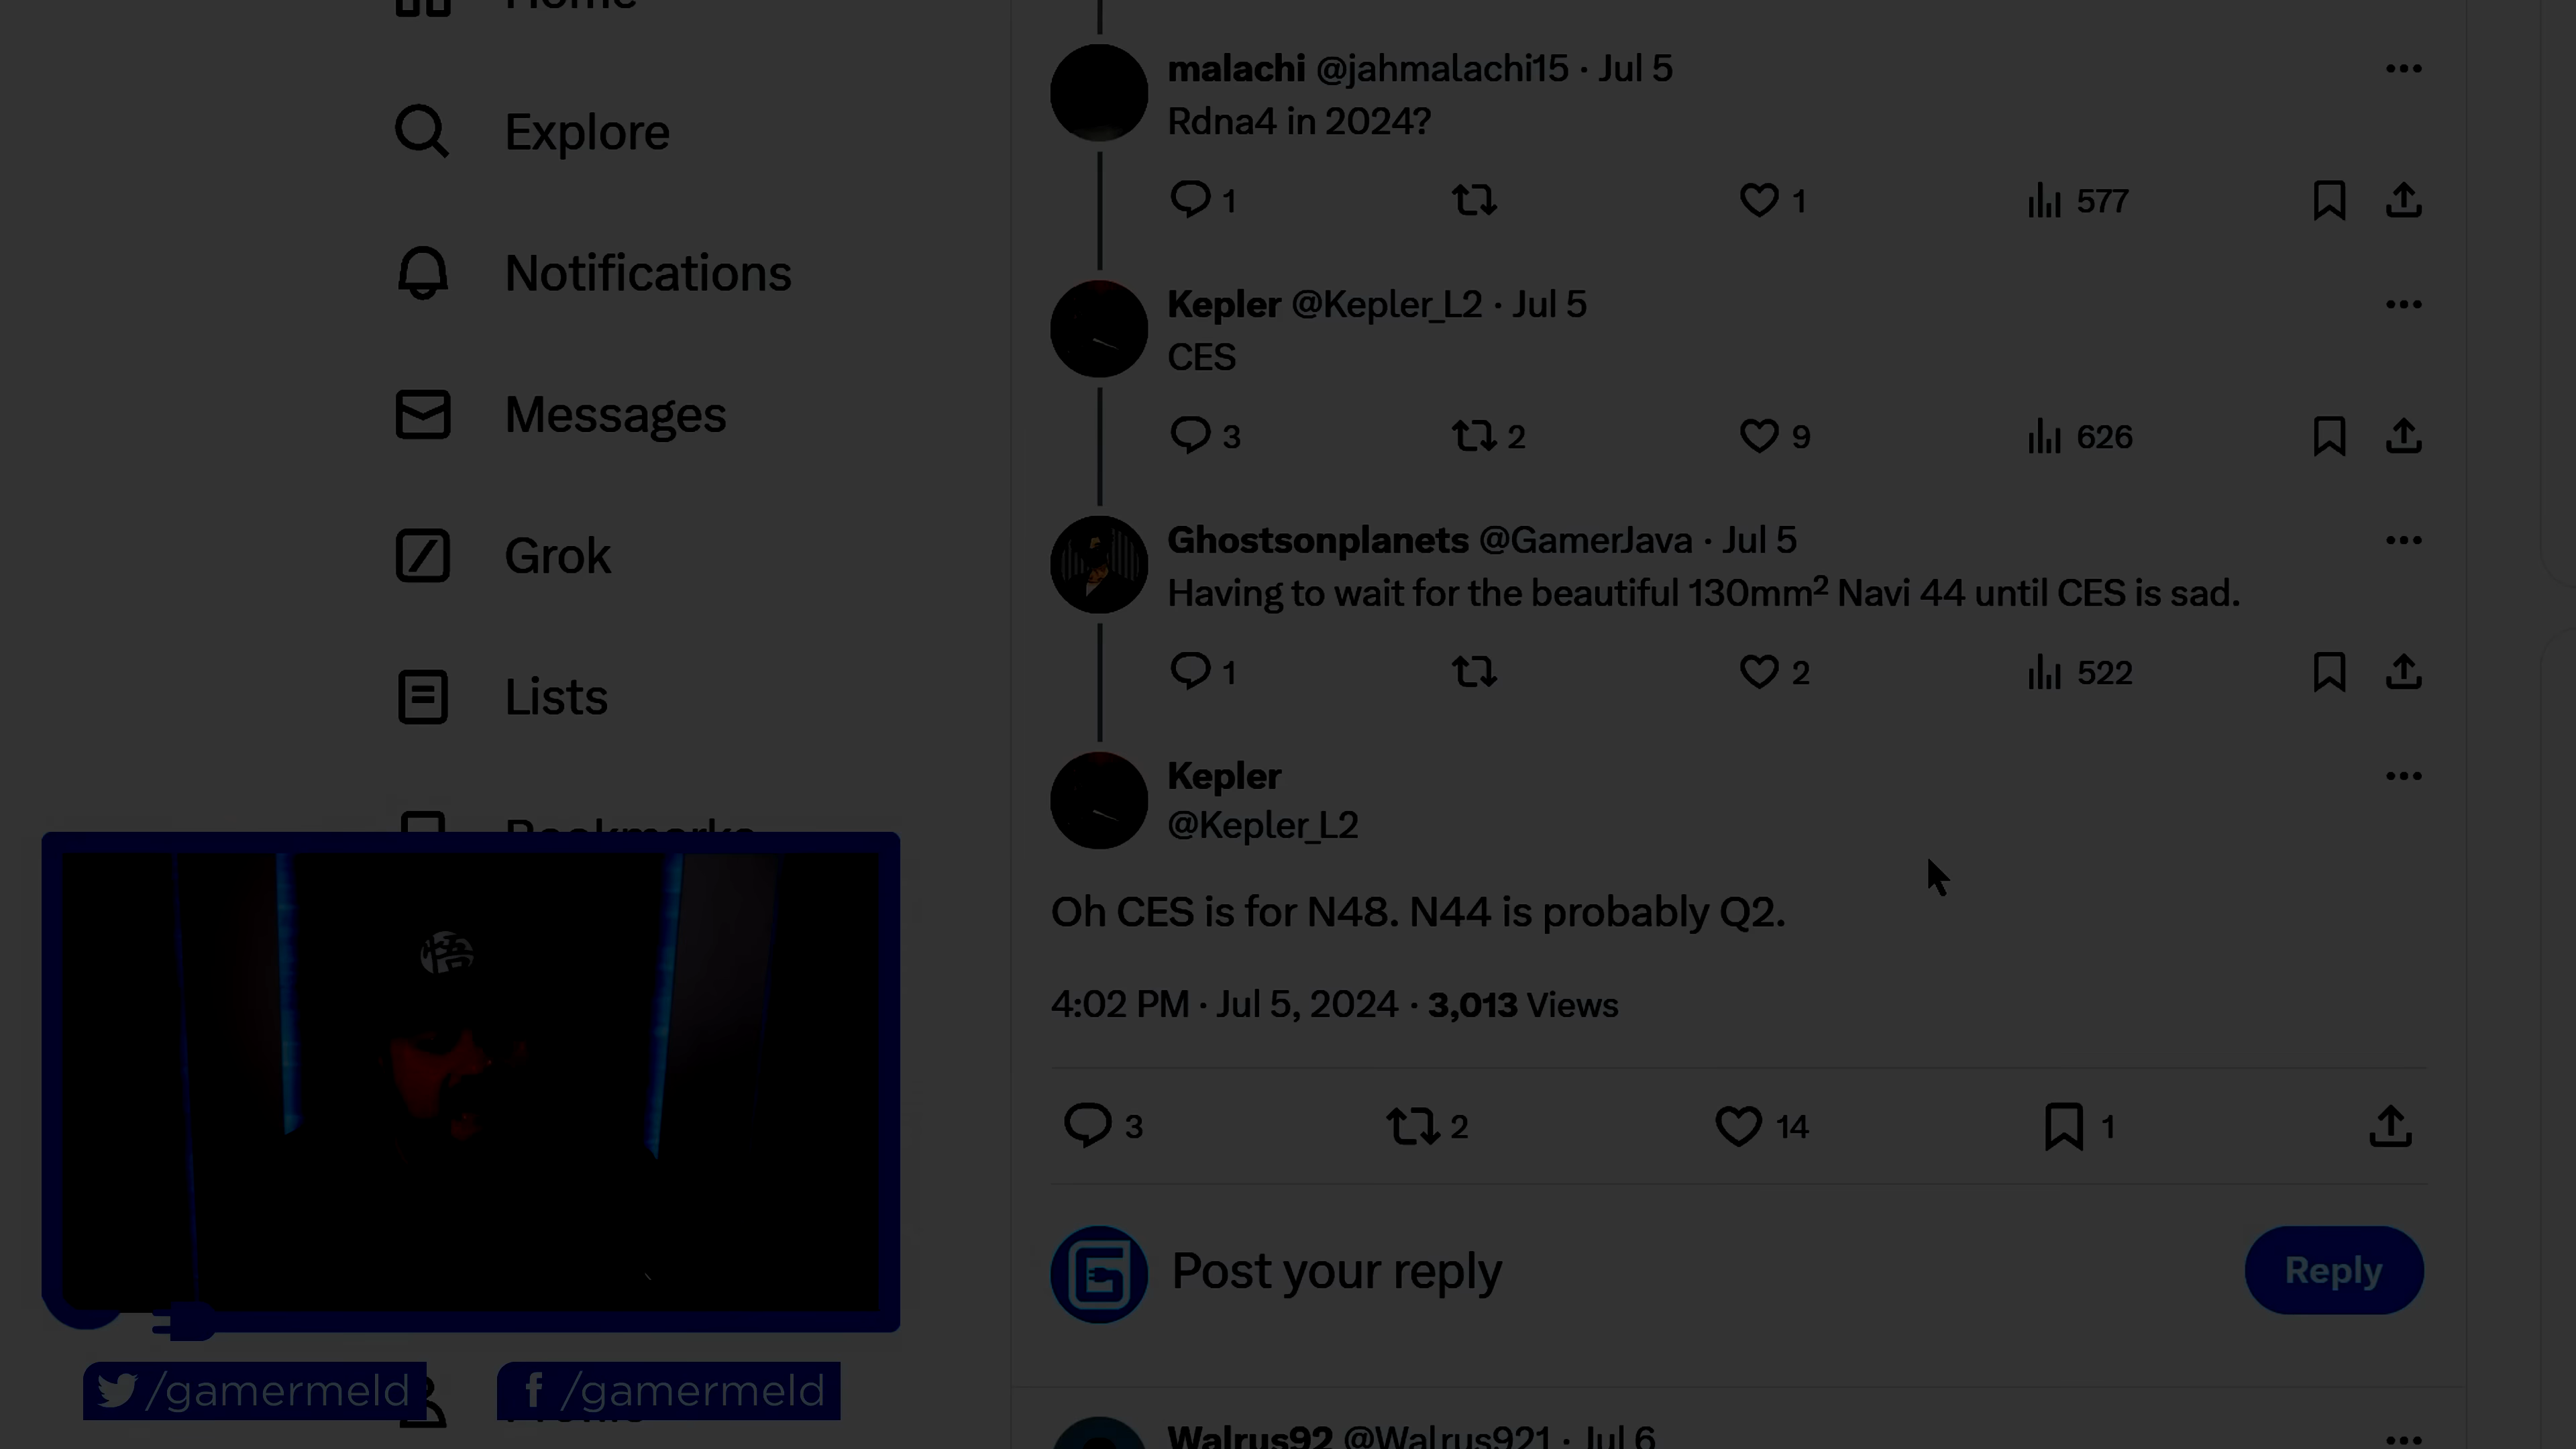 Home
Explore
Notifications
Messages
Grok
Lists
Bookmarks
malachi @jahmalachi15 · Jul 5
Rdna4 in 2024?
1 1 577
Kepler @Kepler_L2 · Jul 5
CES
3 2 9 626
Ghostsonplanets @GamerJava · Jul 5
Having to wait for the beautiful 130mm² Navi 44 until CES is sad.
1 2 522
Kepler
@Kepler_L2
Oh CES is for N48. N44 is probably Q2.
4:02 PM · Jul 5, 2024 · 3,013 Views
3 2 14 1
Post your reply
Reply
Walrus92 @Walrus921 · Jul 6
悟
/gamermeld
/gamermeld